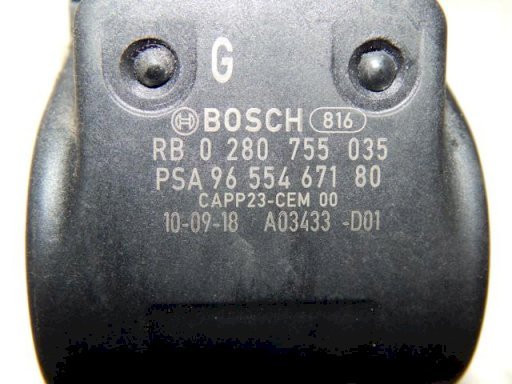 G
BOSCH 816
RB 0 280 755 035
PSA 96 554 671 80
CAPP23-CEM 00
10-09-18 A03433 -D01